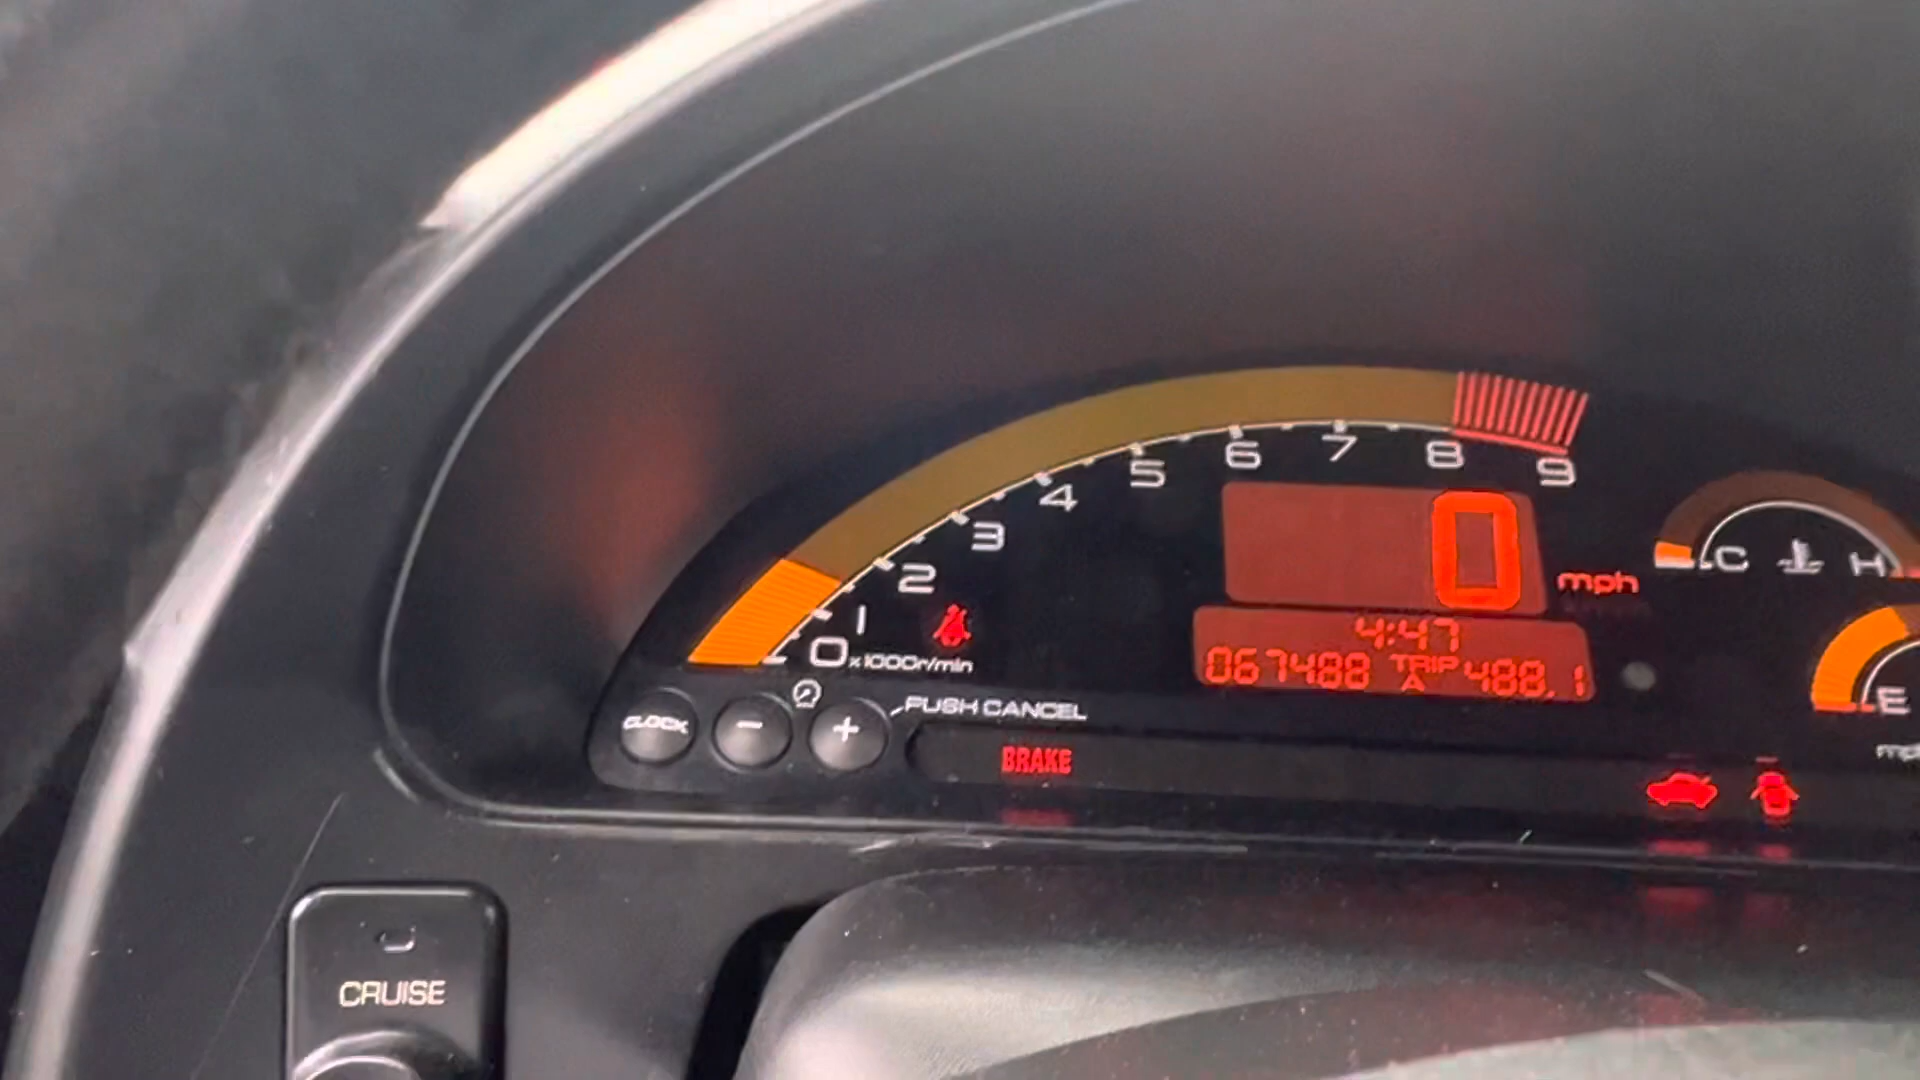 0 1 2 3 4 5 6 7 8 9
x1000r/min
0 mph
4:47
067488 TRIP A 488.1
C H
E
CLOCK - + PUSH CANCEL
BRAKE
CRUISE